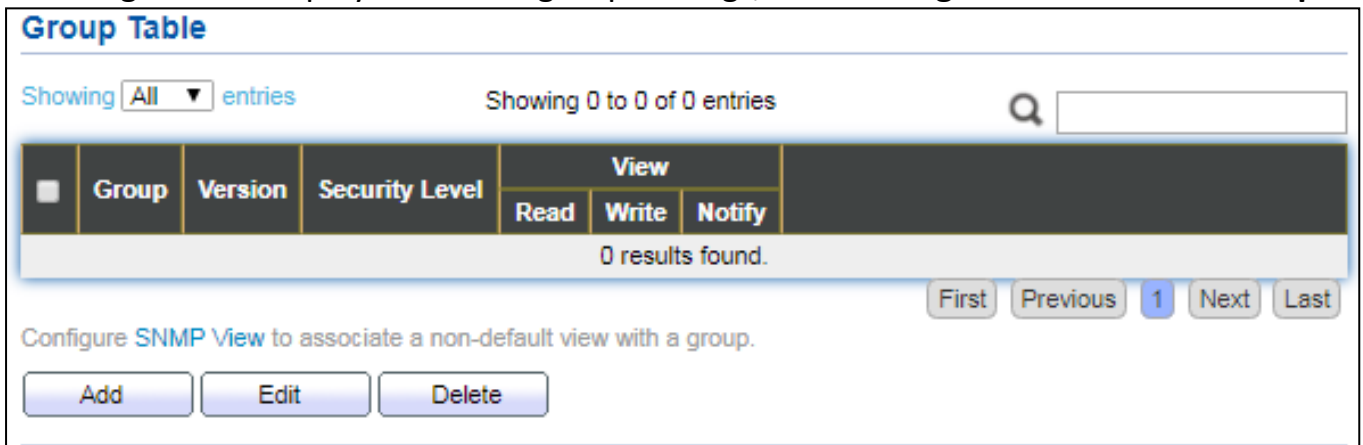 Group Table
Showing All entries Showing 0 to 0 of 0 entries
Group Version Security Level View
Read Write Notify
0 results found.
First Previous 1 Next Last
Configure SNMP View to associate a non-default view with a group.
Add Edit Delete